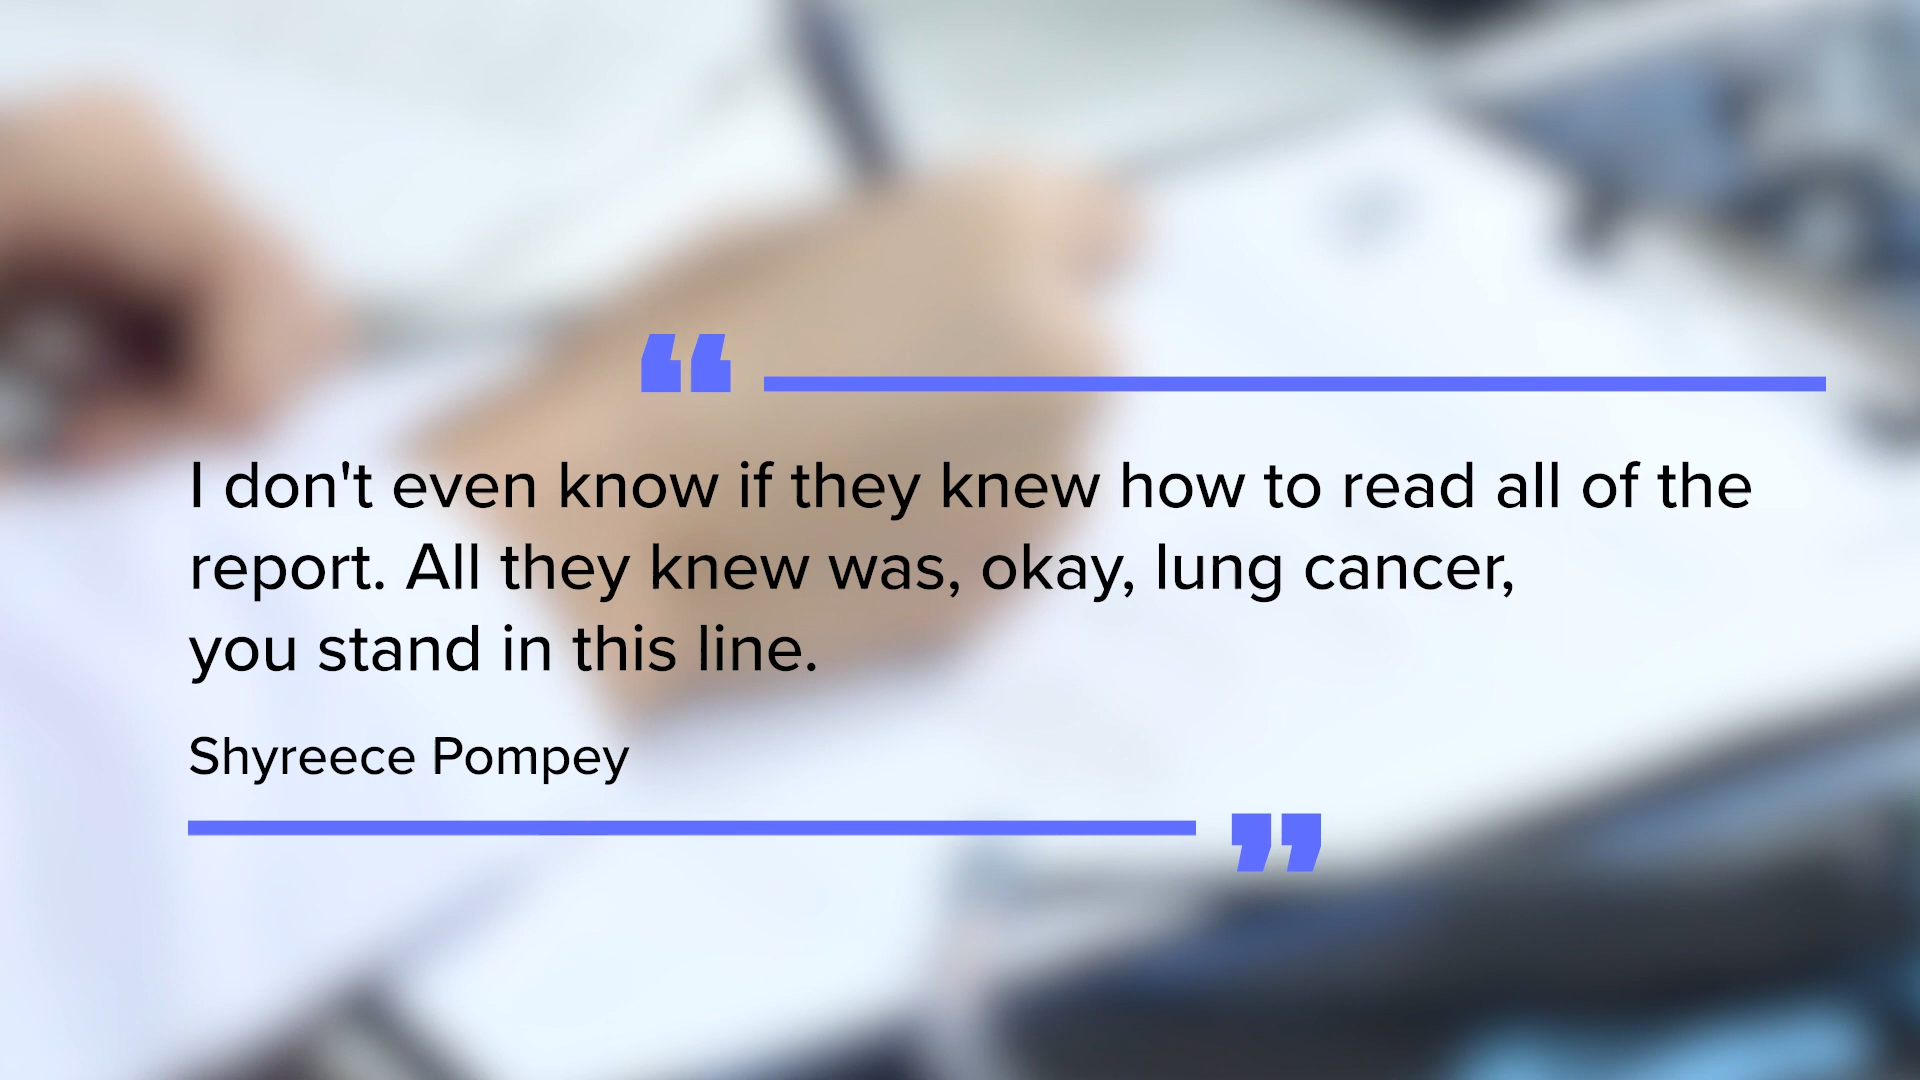 “
I don't even know if they knew how to read all of the
report. All they knew was, okay, lung cancer,
you stand in this line.
Shyreece Pompey
”